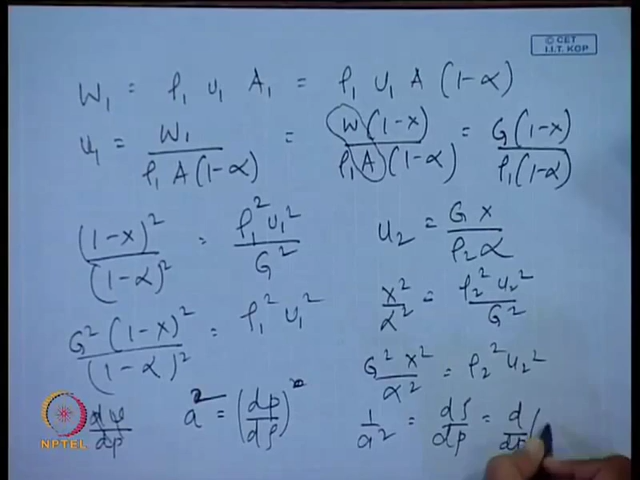 © CET
I.I.T. KGP
W₁ = ρ₁ u₁ A₁ = ρ₁ u₁ A (1-α)
u₁ = W₁ / ρ₁ A (1-α) = W (1-x) / ρ₁ A (1-α) = G (1-x) / ρ₁ (1-α)
(1-x)² / (1-α)² = ρ₁² u₁² / G²
u₂ = G x / ρ₂ α
x² / α² = ρ₂² u₂² / G²
G² (1-x)² / (1-α)² = ρ₁² u₁²
G² x² / α² = ρ₂² u₂²
dv / dp
a² = (dp / dρ)
1 / a² = dρ / dp = d / dp (
NPTEL